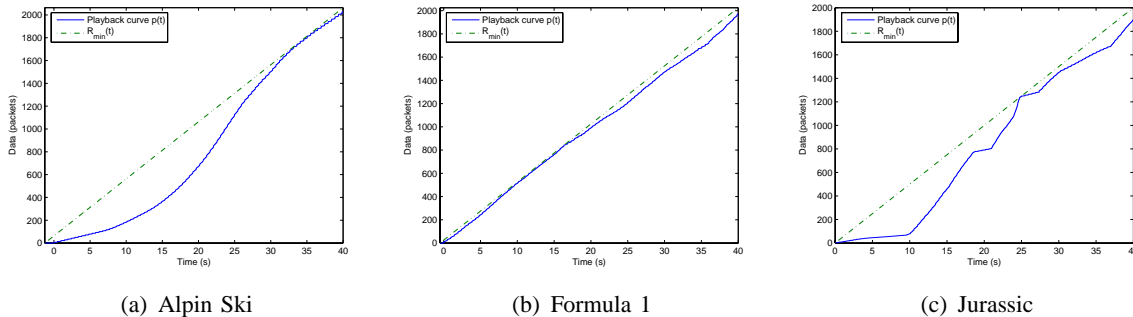 Playback curve p(t)
R_min(t)
2000
1800
1600
1400
1200
1000
800
600
400
200
0
Data (packets)
0 5 10 15 20 25 30 35 40
Time (s)
(a) Alpin Ski
Playback curve p(t)
R_min(t)
2000
1800
1600
1400
1200
1000
800
600
400
200
0
Data (packets)
0 5 10 15 20 25 30 35 40
Time (s)
(b) Formula 1
Playback curve p(t)
R_min(t)
2000
1800
1600
1400
1200
1000
800
600
400
200
0
Data (packets)
0 5 10 15 20 25 30 35 40
Time (s)
(c) Jurassic